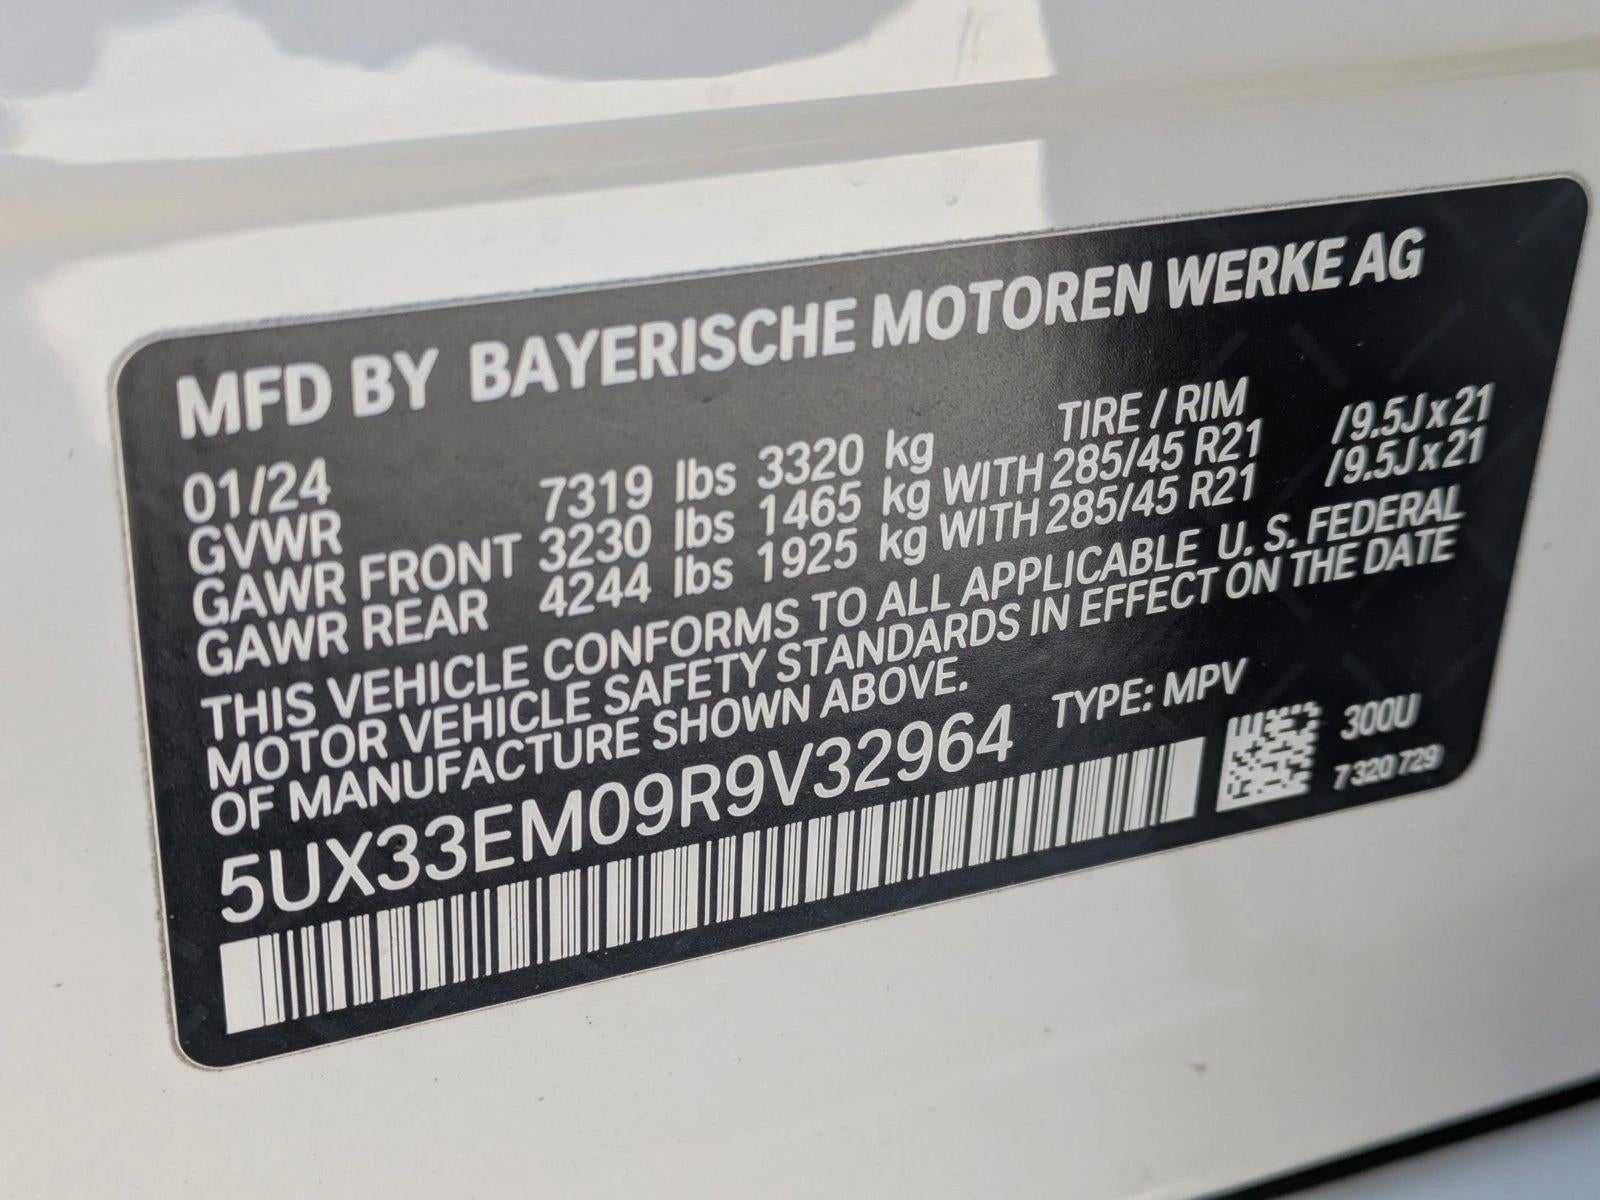 MFD BY BAYERISCHE MOTOREN WERKE AG
01/24 TIRE / RIM
GVWR 7319 lbs 3320 kg
GAWR FRONT 3230 lbs 1465 kg WITH 285/45 R21 /9.5J x 21
GAWR REAR 4244 lbs 1925 kg WITH 285/45 R21 /9.5J x 21
THIS VEHICLE CONFORMS TO ALL APPLICABLE U. S. FEDERAL
MOTOR VEHICLE SAFETY STANDARDS IN EFFECT ON THE DATE
OF MANUFACTURE SHOWN ABOVE.
5UX33EM09R9V32964 TYPE: MPV
300U
7 320 729